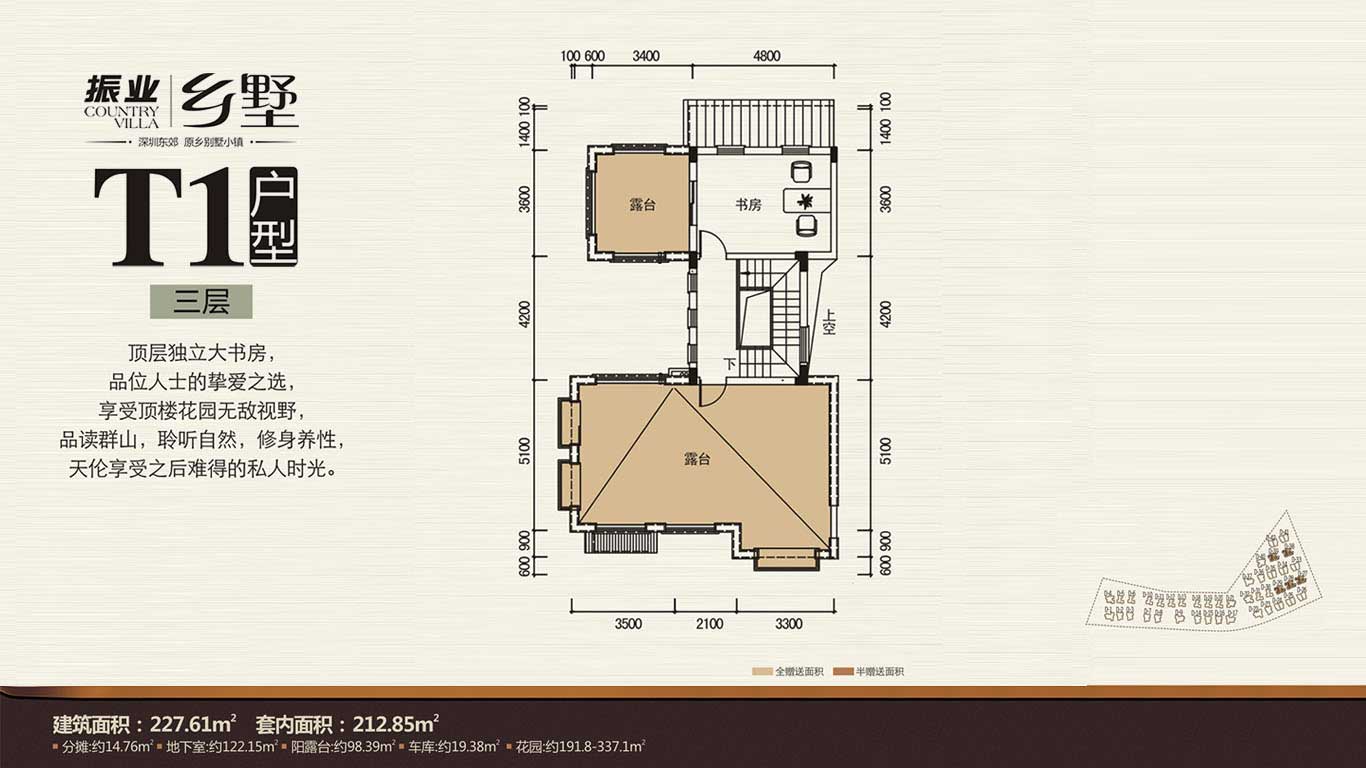 振业 乡墅
COUNTRY
VILLA
深圳东郊 原乡别墅小镇
T1 户型
三层
顶层独立大书房，
品位人士的挚爱之选，
享受顶楼花园无敌视野，
品读群山，聆听自然，修身养性，
天伦享受之后难得的私人时光。
100 600 3400 4800
100
1400
3600
4200
5100
900
600
露台
书房
上空
下
露台
100
1400
3600
4200
5100
900
600
3500 2100 3300
全赠送面积 半赠送面积
建筑面积：227.61㎡ 套内面积：212.85㎡
分摊:约14.76㎡ 地下室:约122.15㎡ 阳露台:约98.39㎡ 车库:约19.38㎡ 花园:约191.8-337.1㎡